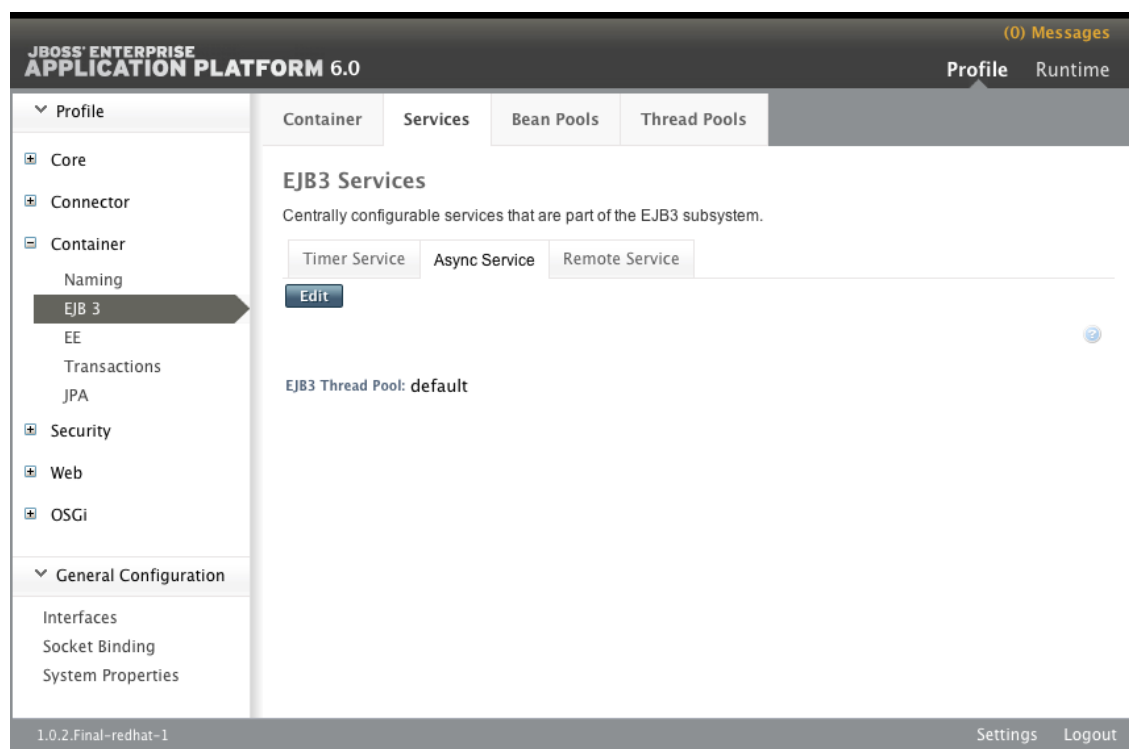 (0) Messages
JBOSS' ENTERPRISE
APPLICATION PLATFORM 6.0
Profile Runtime
Profile
Container Services Bean Pools Thread Pools
Core
Connector
Container
Naming
EJB 3
EE
Transactions
JPA
Security
Web
OSGi
General Configuration
Interfaces
Socket Binding
System Properties
EJB3 Services
Centrally configurable services that are part of the EJB3 subsystem.
Timer Service Async Service Remote Service
Edit
EJB3 Thread Pool: default
1.0.2.Final-redhat-1
Settings Logout